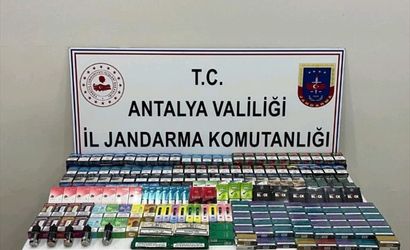 T.C.
ANTALYA VALİLİĞİ
İL JANDARMA KOMUTANLIĞI